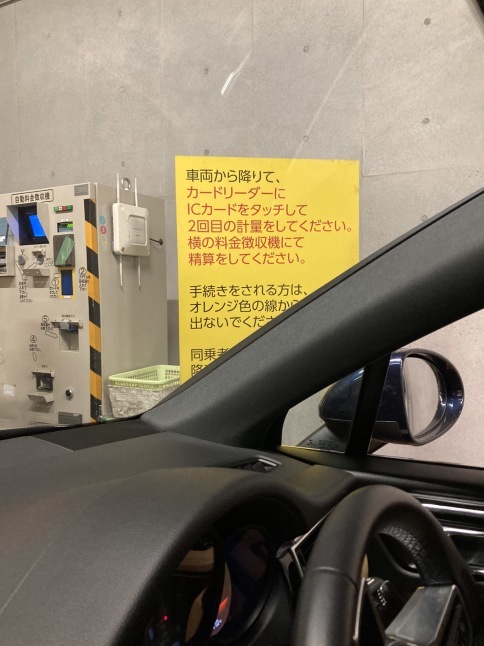 自動料金徴収機
車両から降りて、
カードリーダーに
ICカードをタッチして
2回目の計量をしてください。
横の料金徴収機にて
精算をしてください。
手続きをされる方は、
オレンジ色の線から
出ないでくださ
同乗者